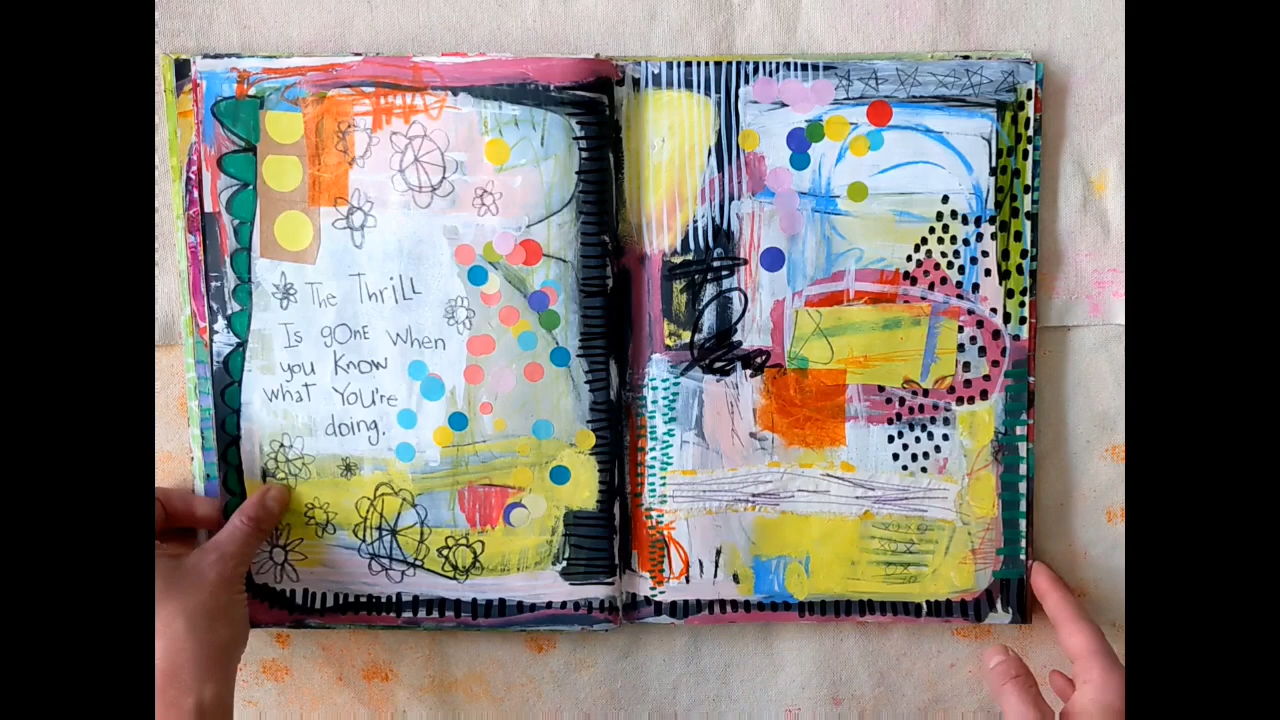 The Thrill
Is gone when
you know
what You're
doing.